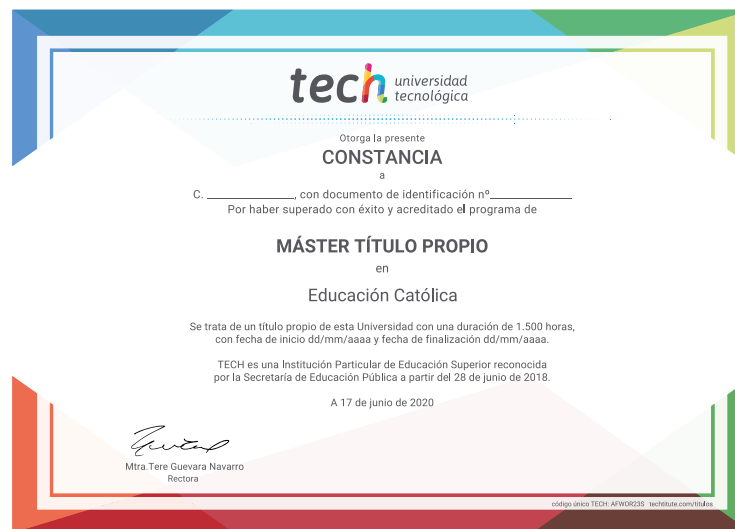 tech universidad
tecnológica
Otorga la presente
CONSTANCIA
a
C. ______________, con documento de identificación nº_____________
Por haber superado con éxito y acreditado el programa de
MÁSTER TÍTULO PROPIO
en
Educación Católica
Se trata de un título propio de esta Universidad con una duración de 1.500 horas,
con fecha de inicio dd/mm/aaaa y fecha de finalización dd/mm/aaaa.
TECH es una Institución Particular de Educación Superior reconocida
por la Secretaría de Educación Pública a partir del 28 de junio de 2018.
A 17 de junio de 2020
Mtra.Tere Guevara Navarro
Rectora
código único TECH: AFWOR23S techtitute.com/titulos